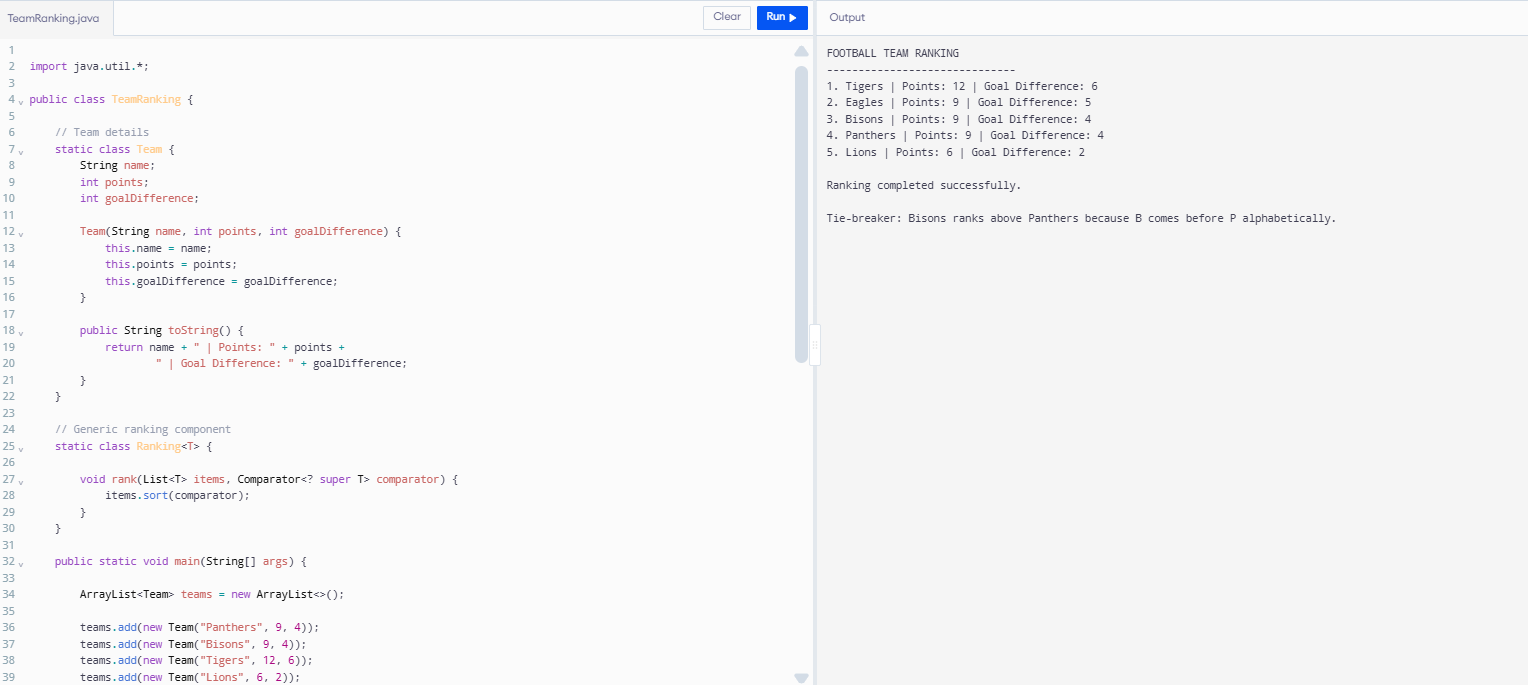 TeamRanking.java
Clear
Run
Output
1
2 import java.util.*;
3
4 public class TeamRanking {
5
6     // Team details
7     static class Team {
8         String name;
9         int points;
10         int goalDifference;
11
12         Team(String name, int points, int goalDifference) {
13             this.name = name;
14             this.points = points;
15             this.goalDifference = goalDifference;
16         }
17
18         public String toString() {
19             return name + " | Points: " + points +
20                     " | Goal Difference: " + goalDifference;
21         }
22     }
23
24     // Generic ranking component
25     static class Ranking<T> {
26
27         void rank(List<T> items, Comparator<? super T> comparator) {
28             items.sort(comparator);
29         }
30     }
31
32     public static void main(String[] args) {
33
34         ArrayList<Team> teams = new ArrayList<>();
35
36         teams.add(new Team("Panthers", 9, 4));
37         teams.add(new Team("Bisons", 9, 4));
38         teams.add(new Team("Tigers", 12, 6));
39         teams.add(new Team("Lions", 6, 2));
FOOTBALL TEAM RANKING
------------------------------
1. Tigers | Points: 12 | Goal Difference: 6
2. Eagles | Points: 9 | Goal Difference: 5
3. Bisons | Points: 9 | Goal Difference: 4
4. Panthers | Points: 9 | Goal Difference: 4
5. Lions | Points: 6 | Goal Difference: 2
Ranking completed successfully.
Tie-breaker: Bisons ranks above Panthers because B comes before P alphabetically.